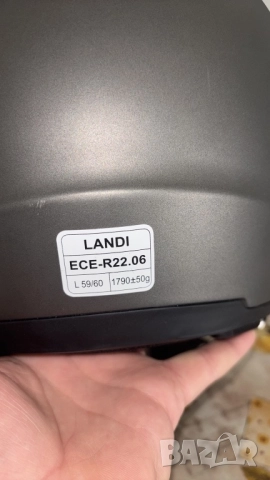 LANDI
ECE-R22.06
L 59/60 1790±50g
BAZAR